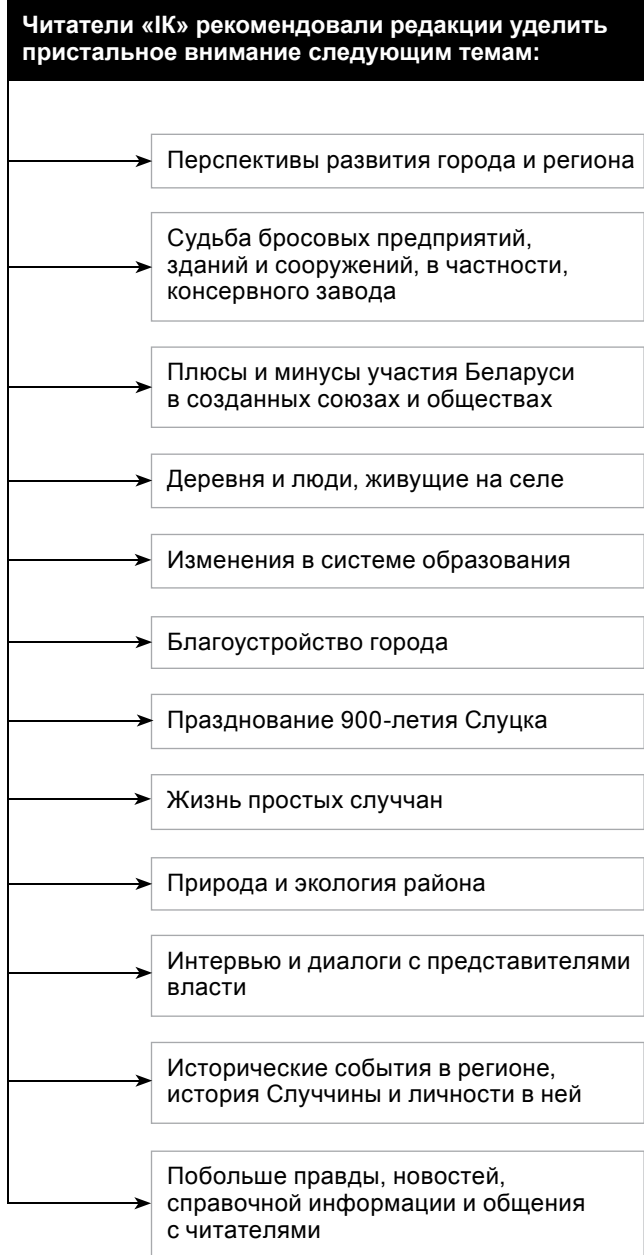 Читатели «ІК» рекомендовали редакции уделить
пристальное внимание следующим темам:
Перспективы развития города и региона
Судьба бросовых предприятий,
зданий и сооружений, в частности,
консервного завода
Плюсы и минусы участия Беларуси
в созданных союзах и обществах
Деревня и люди, живущие на селе
Изменения в системе образования
Благоустройство города
Празднование 900-летия Слуцка
Жизнь простых случчан
Природа и экология района
Интервью и диалоги с представителями
власти
Исторические события в регионе,
история Случчины и личности в ней
Побольше правды, новостей,
справочной информации и общения
с читателями